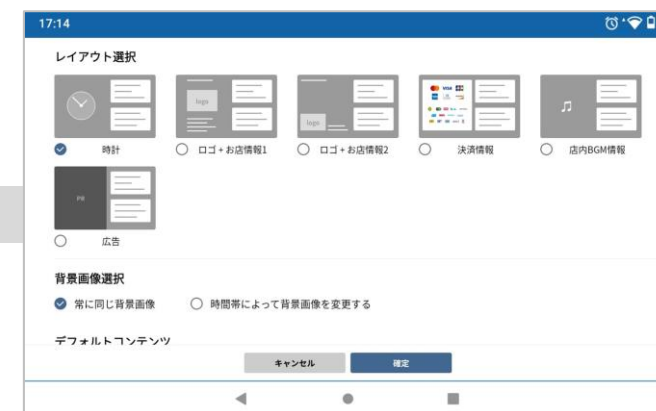 17:14
レイアウト選択
logo
logo
VISA
時計
ロゴ + お店情報1
ロゴ + お店情報2
決済情報
店内BGM情報
PR
広告
背景画像選択
常に同じ背景画像
時間帯によって背景画像を変更する
デフォルトコンテンツ
キャンセル
確定